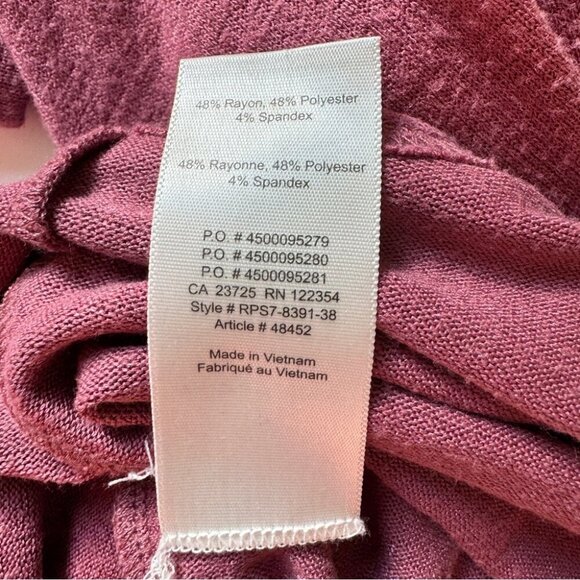 48% Rayon, 48% Polyester
4% Spandex
48% Rayonne, 48% Polyester
4% Spandex
P.O. # 4500095279
P.O. # 4500095280
P.O. # 4500095281
CA 23725 RN 122354
Style # RPS7-8391-38
Article # 48452
Made in Vietnam
Fabriqué au Vietnam